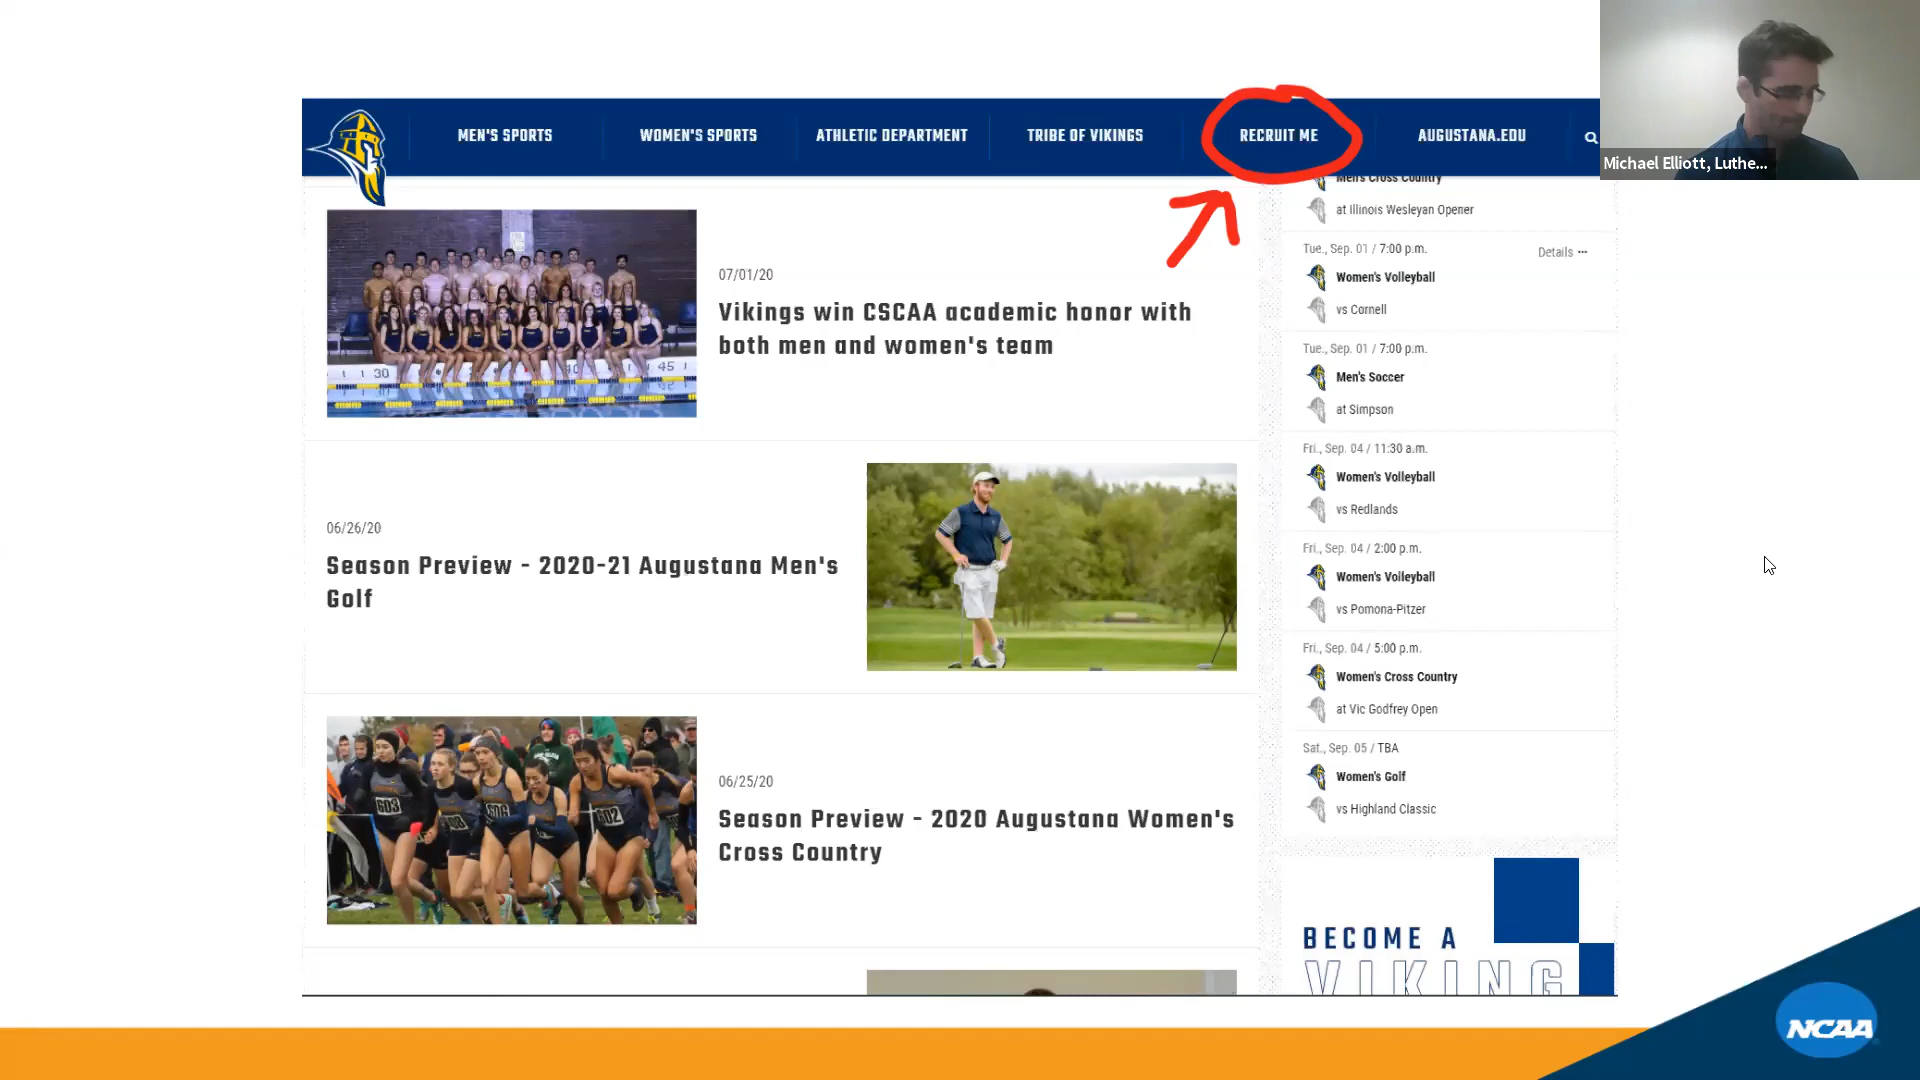 MEN'S SPORTS
WOMEN'S SPORTS
ATHLETIC DEPARTMENT
TRIBE OF VIKINGS
RECRUIT ME
AUGUSTANA.EDU
Michael Elliott, Luthe...
07/01/20
Vikings win CSCAA academic honor with
both men and women's team
06/26/20
Season Preview - 2020-21 Augustana Men's
Golf
06/25/20
Season Preview - 2020 Augustana Women's
Cross Country
30
40
45
603
606
602
Men's Cross Country
at Illinois Wesleyan Opener
Tue., Sep. 01 / 7:00 p.m.
Details ···
Women's Volleyball
vs Cornell
Tue., Sep. 01 / 7:00 p.m.
Men's Soccer
at Simpson
Fri., Sep. 04 / 11:30 a.m.
Women's Volleyball
vs Redlands
Fri., Sep. 04 / 2:00 p.m.
Women's Volleyball
vs Pomona-Pitzer
Fri., Sep. 04 / 5:00 p.m.
Women's Cross Country
at Vic Godfrey Open
Sat., Sep. 05 / TBA
Women's Golf
vs Highland Classic
BECOME A
VIKING
NCAA